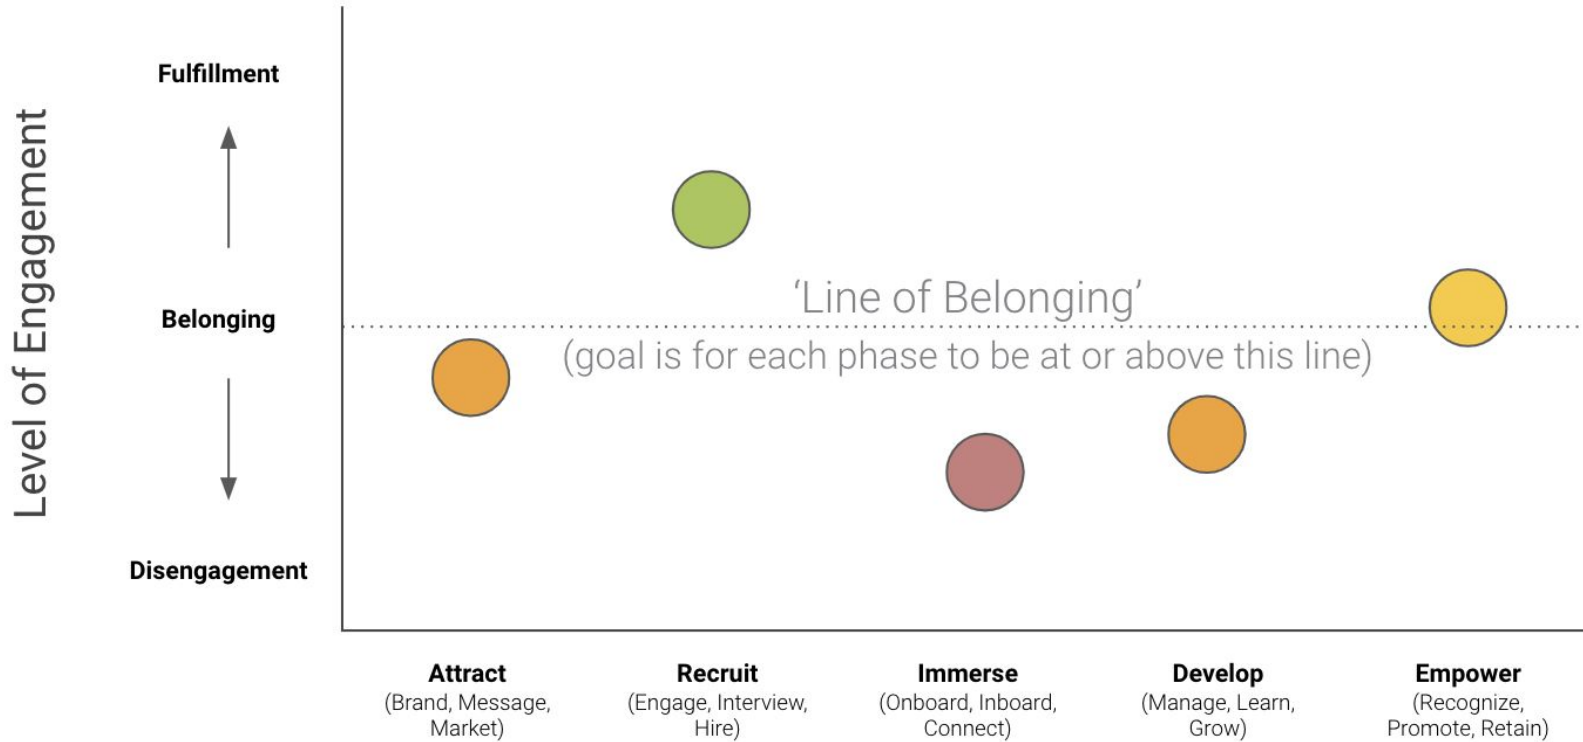 Level of Engagement
Fulfillment
Belonging
Disengagement
‘Line of Belonging’
(goal is for each phase to be at or above this line)
Attract
(Brand, Message,
Market)
Recruit
(Engage, Interview,
Hire)
Immerse
(Onboard, Inboard,
Connect)
Develop
(Manage, Learn,
Grow)
Empower
(Recognize,
Promote, Retain)